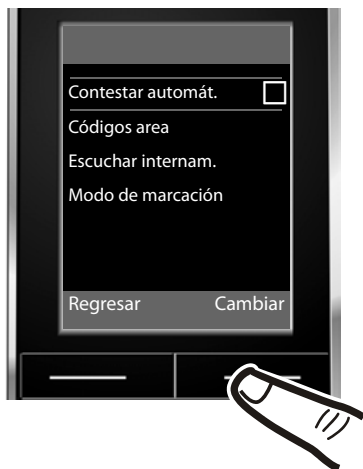 Contestar automát.
Códigos area
Escuchar internam.
Modo de marcación
Regresar Cambiar